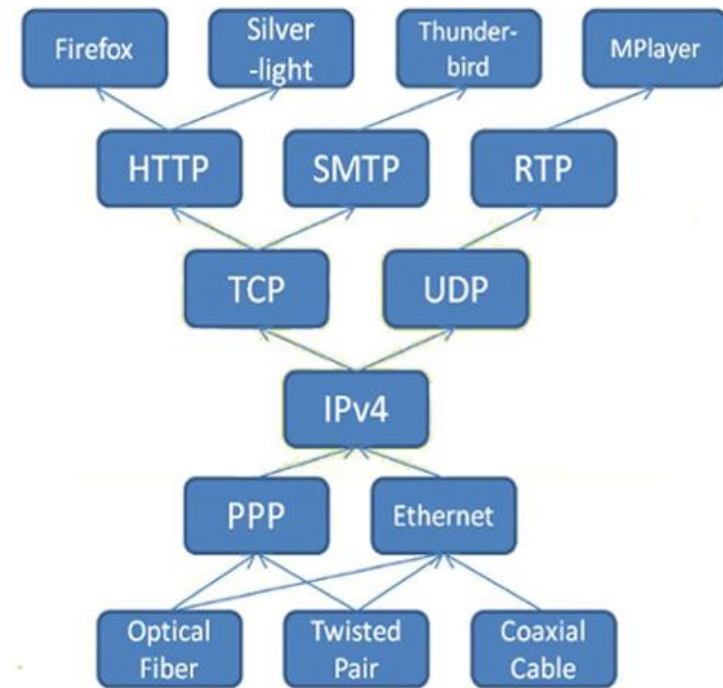 Firefox
Silver
-light
Thunder-
bird
MPlayer
HTTP
SMTP
RTP
TCP
UDP
IPv4
PPP
Ethernet
Optical
Fiber
Twisted
Pair
Coaxial
Cable